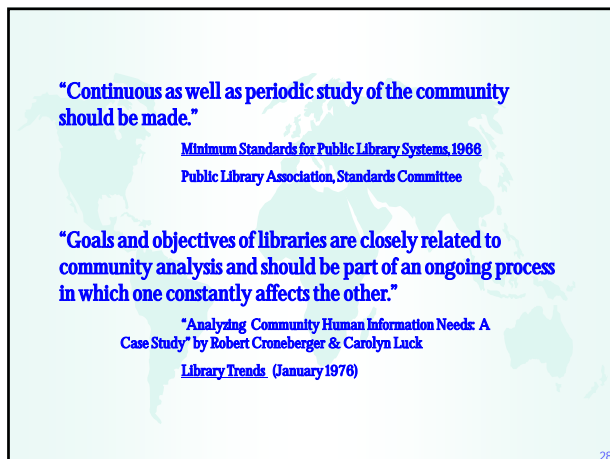 “Continuous as well as periodic study of the community
should be made.”
Minimum Standards for Public Library Systems, 1966
Public Library Association, Standards Committee
“Goals and objectives of libraries are closely related to
community analysis and should be part of an ongoing process
in which one constantly affects the other.”
“Analyzing Community Human Information Needs: A
Case Study” by Robert Croneberger & Carolyn Luck
Library Trends (January 1976)
28